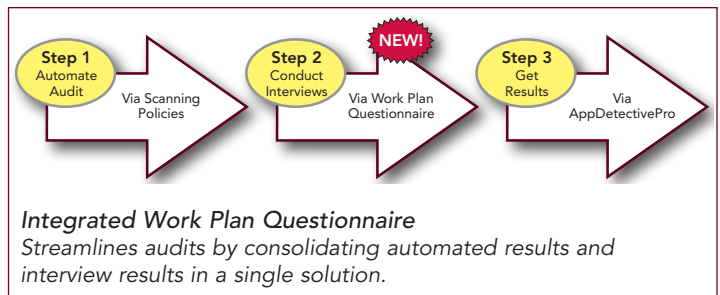 Step 1
Automate
Audit
Via Scanning
Policies
NEW!
Step 2
Conduct
Interviews
Via Work Plan
Questionnaire
Step 3
Get
Results
Via
AppDetectivePro
Integrated Work Plan Questionnaire
Streamlines audits by consolidating automated results and
interview results in a single solution.